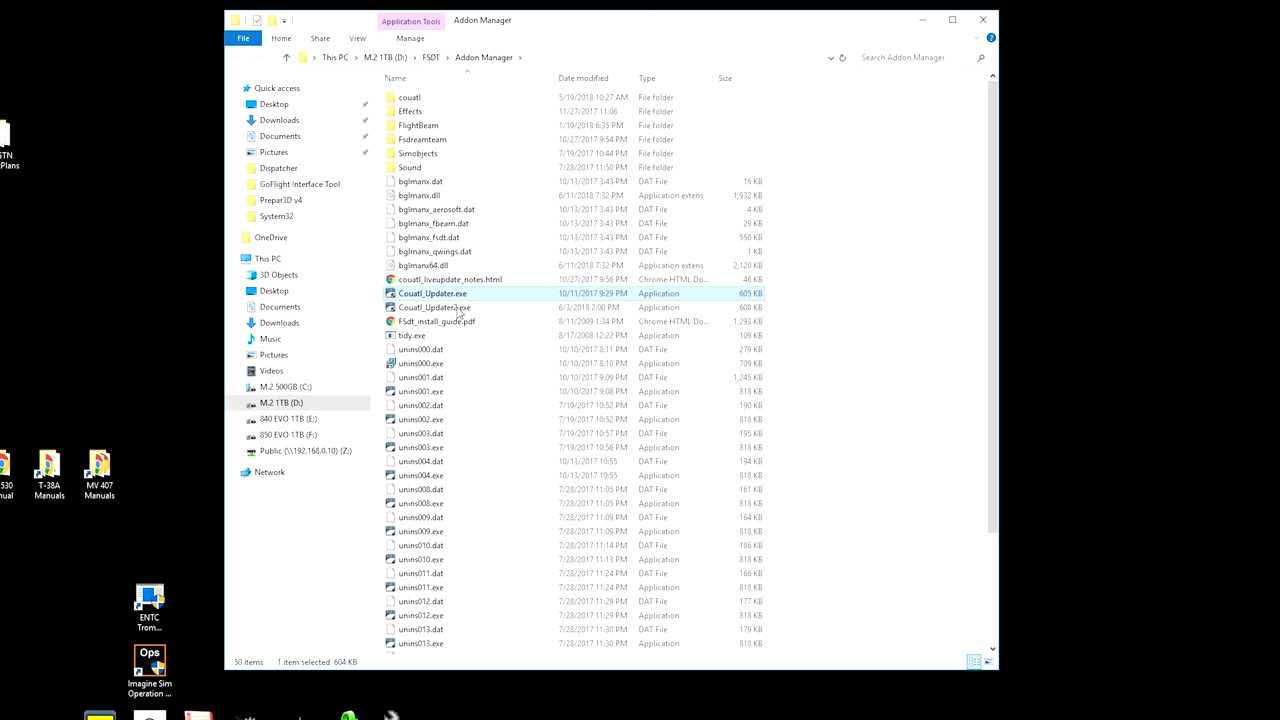 Application Tools Addon Manager
File Home Share View Manage
This PC M.2 1TB (D:) FSDT Addon Manager Search Addon Manager
Name Date modified Type Size
Quick access
Desktop
Downloads
Documents
Pictures
Dispatcher
GoFlight Interface Tool
Prepar3D v4
System32
OneDrive
This PC
3D Objects
Desktop
Documents
Downloads
Music
Pictures
Videos
M.2 500GB (C:)
M.2 1TB (D:)
840 EVO 1TB (E:)
850 EVO 1TB (F:)
Public (\\192.168.0.10) (Z:)
Network
couatl 5/19/2018 10:27 AM File folder
Effects 11/27/2017 11:06 File folder
FlightBeam 1/19/2018 6:35 PM File folder
Fsdreamteam 10/27/2017 9:54 PM File folder
Simobjects 7/19/2017 10:44 PM File folder
Sound 7/28/2017 11:50 PM File folder
bglmanx.dat 10/13/2017 3:43 PM DAT File 16 KB
bglmanx.dll 6/11/2018 7:32 PM Application extens 1,932 KB
bglmanx_aerosoft.dat 10/13/2017 3:43 PM DAT File 4 KB
bglmanx_fbeam.dat 10/13/2017 3:43 PM DAT File 29 KB
bglmanx_fsdt.dat 10/13/2017 3:43 PM DAT File 550 KB
bglmanx_qwings.dat 10/13/2017 3:43 PM DAT File 1 KB
bglmanx64.dll 6/11/2018 7:32 PM Application extens 2,120 KB
couatl_liveupdate_notes.html 10/27/2017 9:56 PM Chrome HTML Do... 46 KB
Couatl_Updater.exe 10/11/2017 9:29 PM Application 605 KB
Couatl_Updater2.exe 6/3/2018 2:00 PM Application 608 KB
FSdt_install_guide.pdf 8/11/2009 1:34 PM Chrome HTML Do... 1,293 KB
tidy.exe 8/17/2008 12:22 PM Application 109 KB
unins000.dat 10/10/2017 8:11 PM DAT File 279 KB
unins000.exe 10/10/2017 8:10 PM Application 709 KB
unins001.dat 10/10/2017 9:09 PM DAT File 1,245 KB
unins001.exe 10/10/2017 9:08 PM Application 818 KB
unins002.dat 7/19/2017 10:52 PM DAT File 190 KB
unins002.exe 7/19/2017 10:52 PM Application 818 KB
unins003.dat 7/19/2017 10:57 PM DAT File 195 KB
unins003.exe 7/19/2017 10:56 PM Application 818 KB
unins004.dat 10/13/2017 10:55 DAT File 194 KB
unins004.exe 10/13/2017 10:55 Application 818 KB
unins008.dat 7/28/2017 11:05 PM DAT File 161 KB
unins008.exe 7/28/2017 11:05 PM Application 818 KB
unins009.dat 7/28/2017 11:09 PM DAT File 164 KB
unins009.exe 7/28/2017 11:09 PM Application 818 KB
unins010.dat 7/28/2017 11:14 PM DAT File 186 KB
unins010.exe 7/28/2017 11:13 PM Application 818 KB
unins011.dat 7/28/2017 11:24 PM DAT File 166 KB
unins011.exe 7/28/2017 11:24 PM Application 818 KB
unins012.dat 7/28/2017 11:29 PM DAT File 177 KB
unins012.exe 7/28/2017 11:29 PM Application 818 KB
unins013.dat 7/28/2017 11:30 PM DAT File 179 KB
unins013.exe 7/28/2017 11:30 PM Application 818 KB
50 items 1 item selected 604 KB
STN
Plans
530
T-38A
Manuals
MV 407
Manuals
ENTC
Trom...
Ops
Imagine Sim
Operation ...